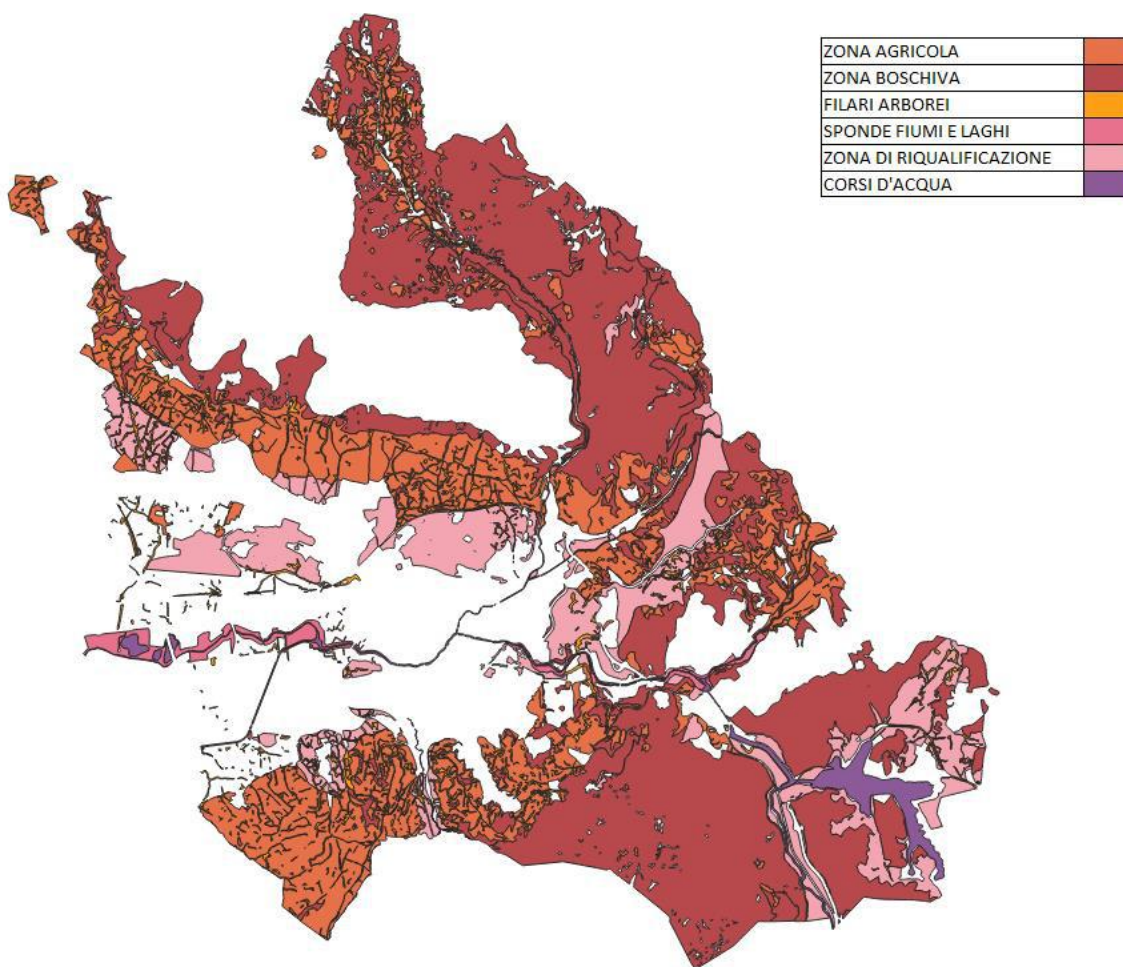 ZONA AGRICOLA
ZONA BOSCHIVA
FILARI ARBOREI
SPONDE FIUMI E LAGHI
ZONA DI RIQUALIFICAZIONE
CORSI D'ACQUA